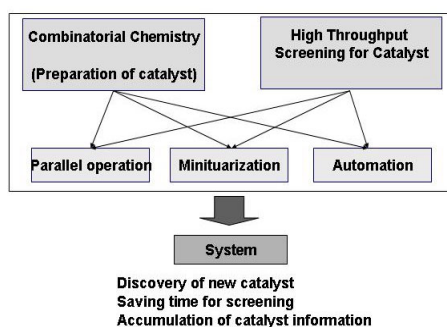 Combinatorial Chemistry
(Preparation of catalyst)
High Throughput
Screening for Catalyst
Parallel operation
Minituarization
Automation
System
Discovery of new catalyst
Saving time for screening
Accumulation of catalyst information